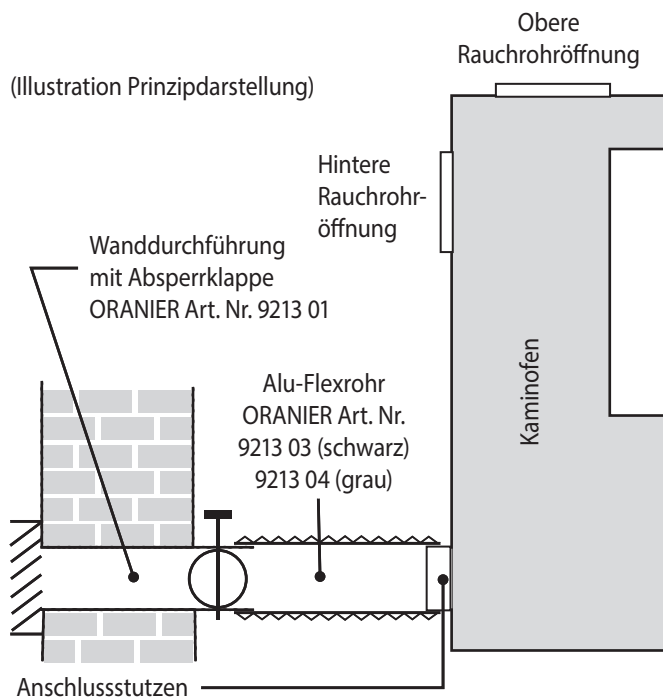 Obere
Rauchrohröffnung
(Illustration Prinzipdarstellung)
Hintere
Rauchrohr-
öffnung
Wanddurchführung
mit Absperrklappe
ORANIER Art. Nr. 9213 01
Alu-Flexrohr
ORANIER Art. Nr.
9213 03 (schwarz)
9213 04 (grau)
Kaminofen
Anschlussstutzen